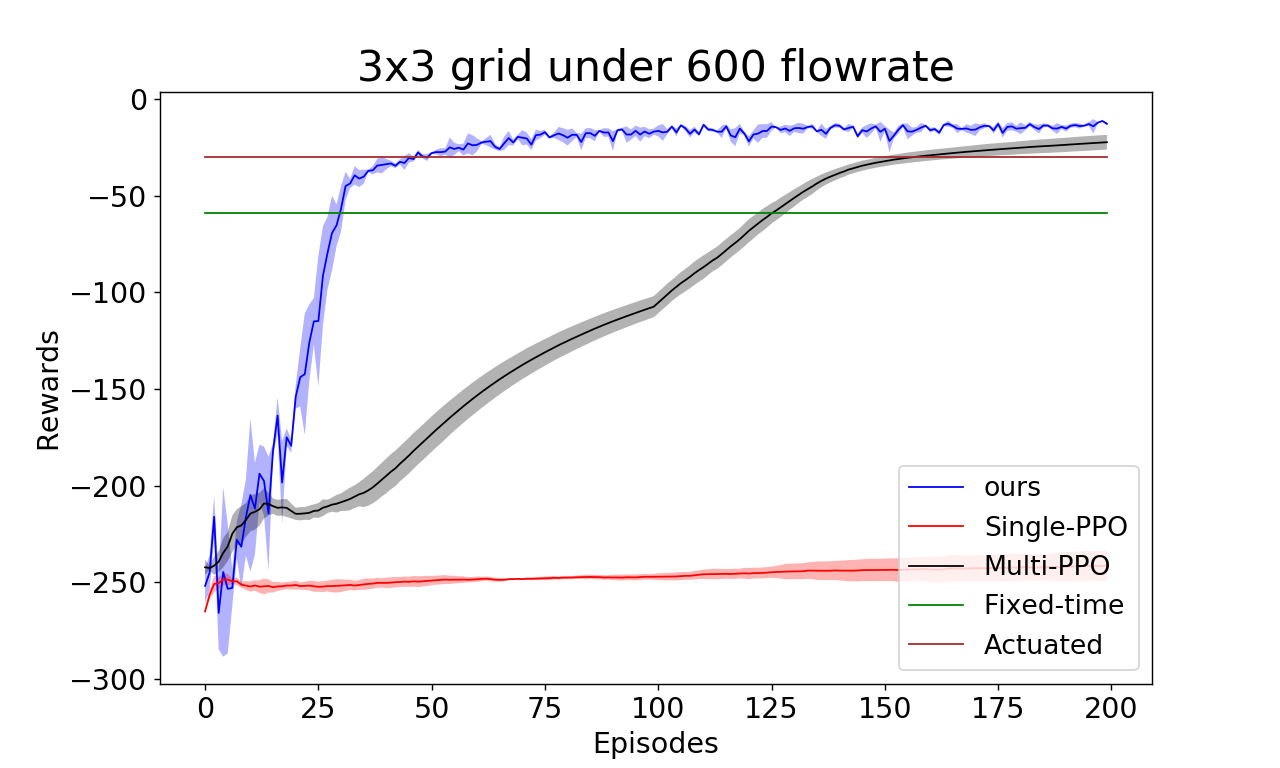 3x3 grid under 600 flowrate
Rewards
0
−50
−100
−150
−200
−250
−300
0 25 50 75 100 125 150 175 200
Episodes
ours
Single-PPO
Multi-PPO
Fixed-time
Actuated